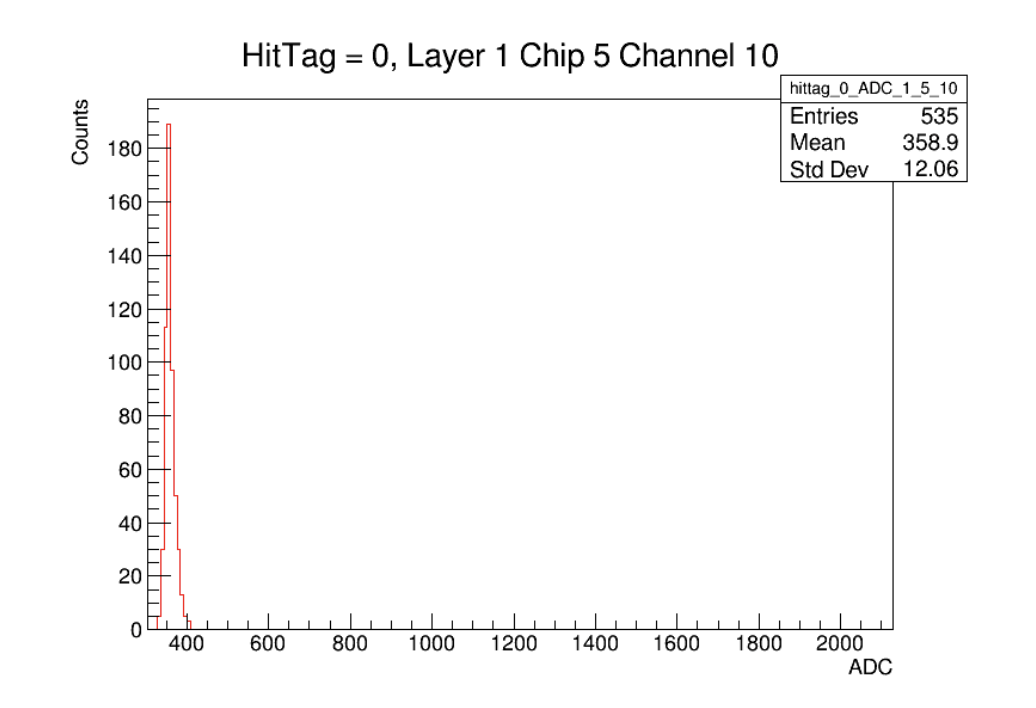 HitTag = 0, Layer 1 Chip 5 Channel 10
hittag_0_ADC_1_5_10
Entries 535
Mean 358.9
Std Dev 12.06
Counts
180
160
140
120
100
80
60
40
20
0
400 600 800 1000 1200 1400 1600 1800 2000
ADC